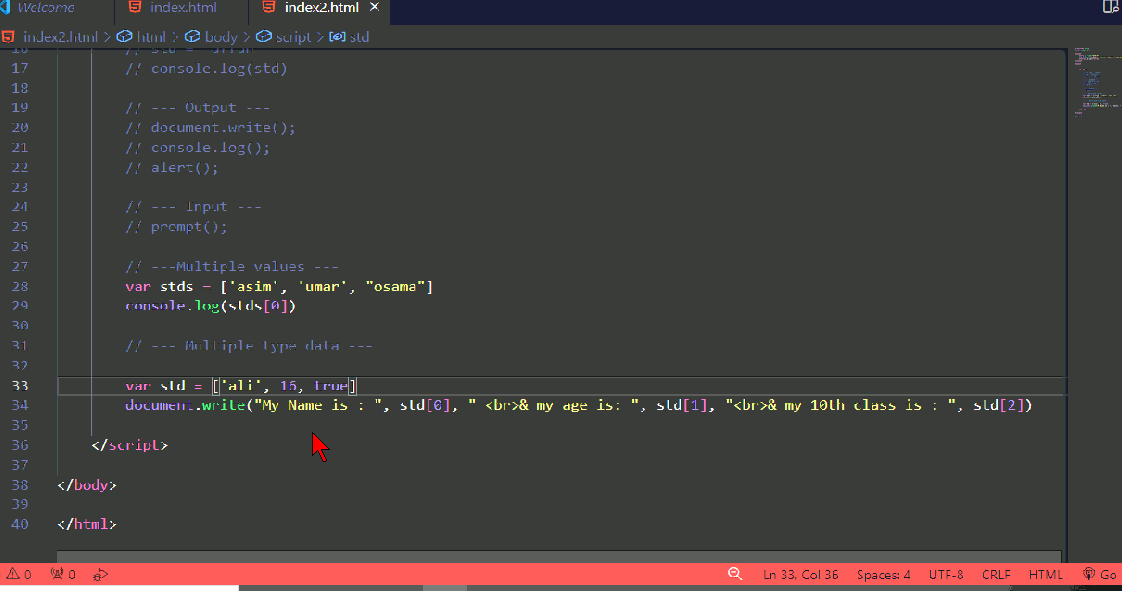 Welcome index.html index2.html
index2.html > html > body > script > std
16
17 // console.log(std)
18
19 // --- Output ---
20 // document.write();
21 // console.log();
22 // alert();
23
24 // --- Input ---
25 // prompt();
26
27 // ---Multiple values ---
28 var stds = ['asim', 'umar', "osama"]
29 console.log(stds[0])
30
31 // --- Multiple type data ---
32
33 var std = ['ali', 16, true]
34 document.write("My Name is : ", std[0], " <br>& my age is: ", std[1], "<br>& my 10th class is : ", std[2])
35
36 </script>
37
38 </body>
39
40 </html>
0 0 Ln 33, Col 36 Spaces: 4 UTF-8 CRLF HTML Go